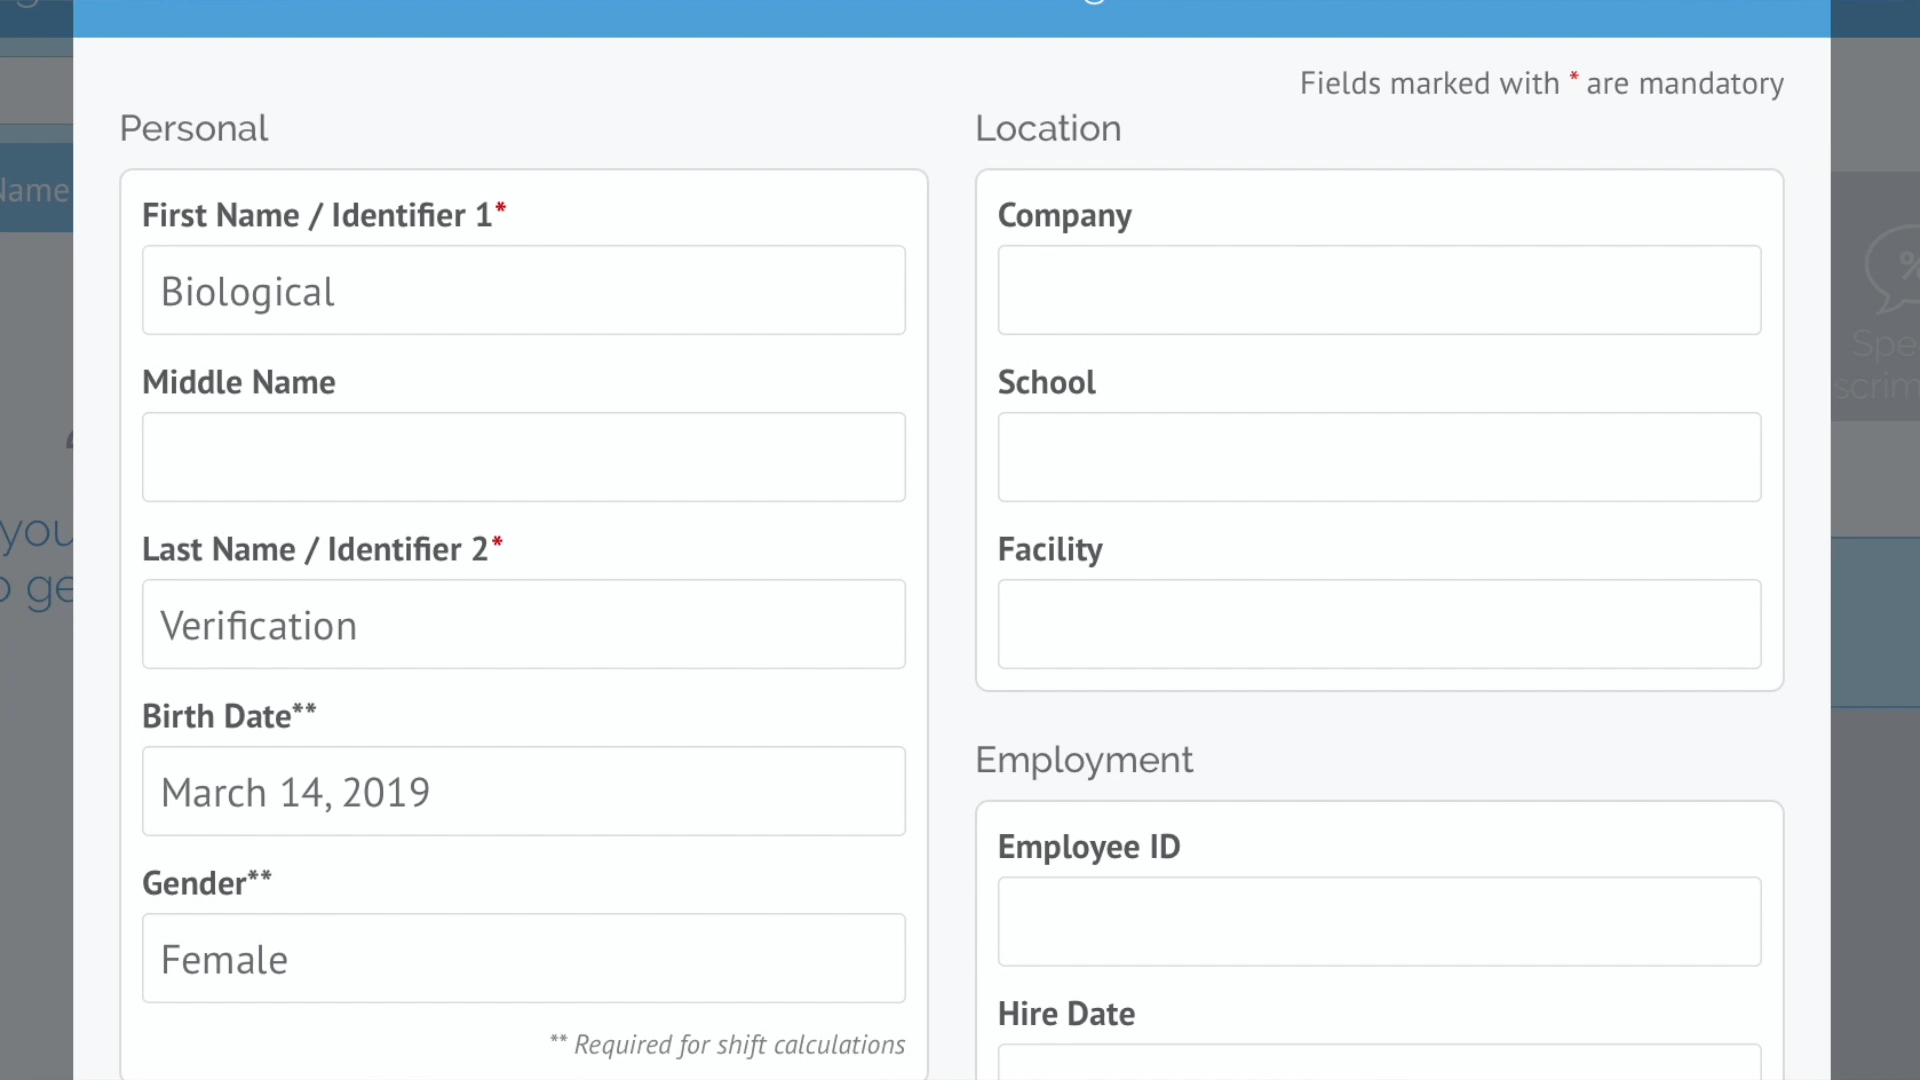 Fields marked with * are mandatory
Personal
First Name / Identifier 1*
Biological
Middle Name
Last Name / Identifier 2*
Verification
Birth Date**
March 14, 2019
Gender**
Female
** Required for shift calculations
Location
Company
School
Facility
Employment
Employee ID
Hire Date